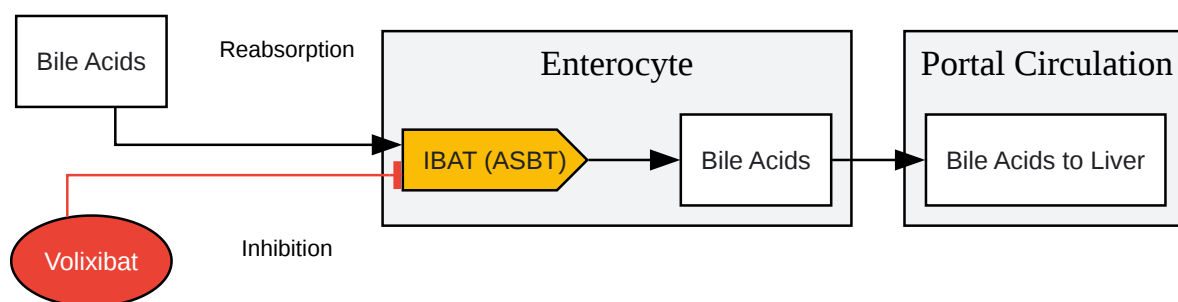 Bile Acids
Reabsorption
Enterocyte
Portal Circulation
IBAT (ASBT)
Bile Acids
Bile Acids to Liver
Volixibat
Inhibition